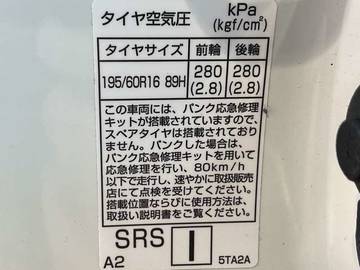 タイヤ空気圧 kPa
(kgf/cm²)
タイヤサイズ 前輪 後輪
195/60R16 89H 280 280
(2.8) (2.8)
この車両には、パンク応急修理
キットが搭載されていますので、
スペアタイヤは搭載されており
ません。パンクした場合は、
パンク応急修理キットを用いて
応急修理を行い、80km/h
以下で走行し、速やかに取扱販売
店にて点検を受けてください。
搭載位置ならびに使用方法は、
取扱い説明書をご覧ください。
SRS I
A2 5TA2A